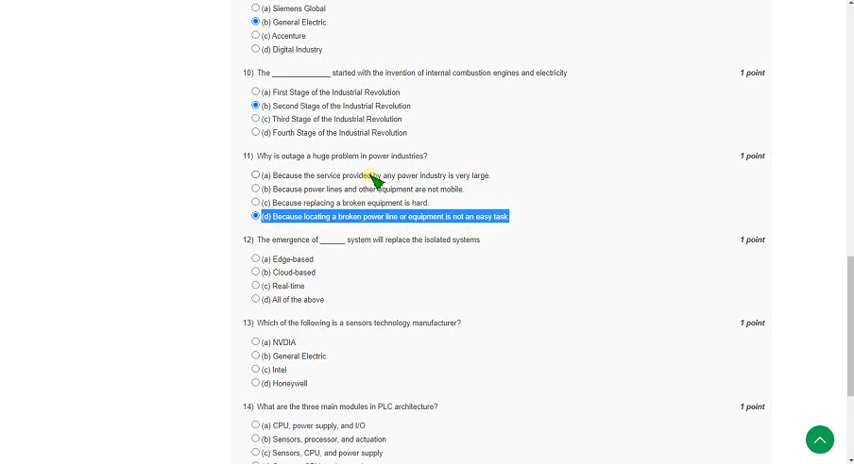 (a) Siemens Global
(b) General Electric
(c) Accenture
(d) Digital Industry
10) The ______________ started with the invention of internal combustion engines and electricity 1 point
(a) First Stage of the Industrial Revolution
(b) Second Stage of the Industrial Revolution
(c) Third Stage of the Industrial Revolution
(d) Fourth Stage of the Industrial Revolution
11) Why is outage a huge problem in power industries? 1 point
(a) Because the service provided by any power industry is very large.
(b) Because power lines and other equipment are not mobile.
(c) Because replacing a broken equipment is hard.
(d) Because locating a broken power line or equipment is not an easy task.
12) The emergence of ______ system will replace the isolated systems 1 point
(a) Edge-based
(b) Cloud-based
(c) Real-time
(d) All of the above
13) Which of the following is a sensors technology manufacturer? 1 point
(a) NVDIA
(b) General Electric
(c) Intel
(d) Honeywell
14) What are the three main modules in PLC architecture? 1 point
(a) CPU, power supply, and I/O
(b) Sensors, processor, and actuation
(c) Sensors, CPU, and power supply